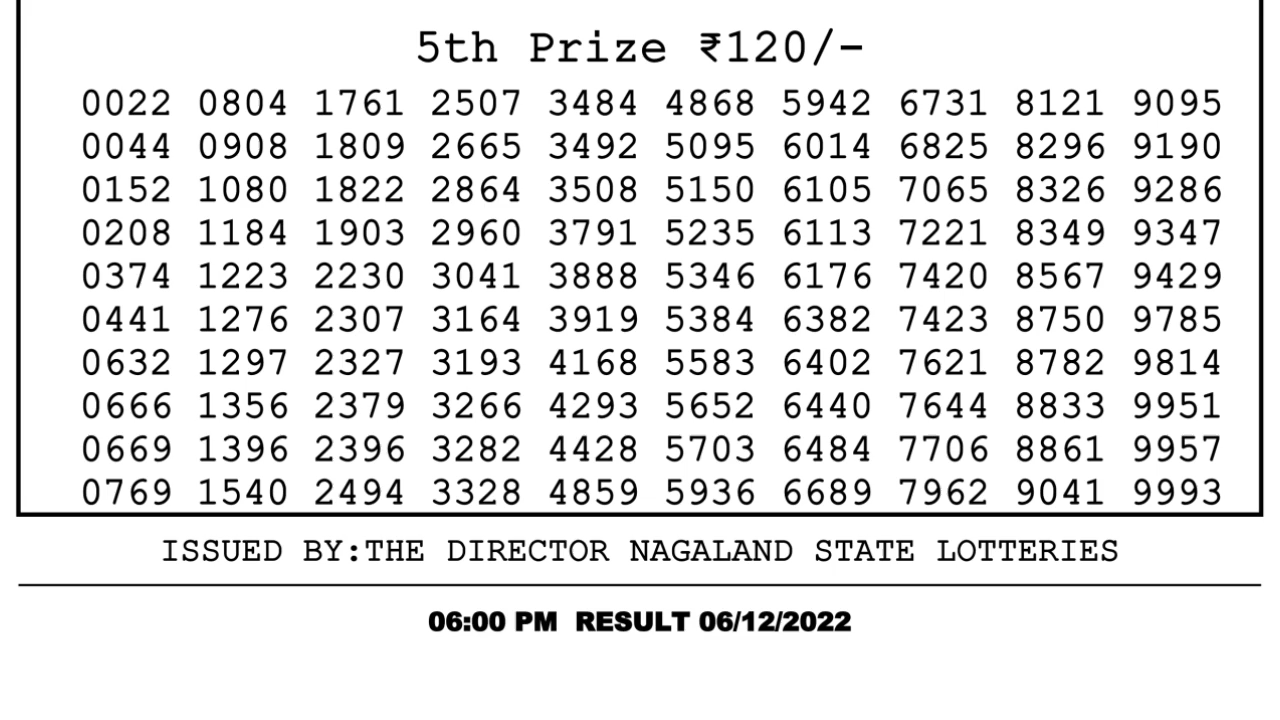 5th Prize ₹120/-
0022 0804 1761 2507 3484 4868 5942 6731 8121 9095
0044 0908 1809 2665 3492 5095 6014 6825 8296 9190
0152 1080 1822 2864 3508 5150 6105 7065 8326 9286
0208 1184 1903 2960 3791 5235 6113 7221 8349 9347
0374 1223 2230 3041 3888 5346 6176 7420 8567 9429
0441 1276 2307 3164 3919 5384 6382 7423 8750 9785
0632 1297 2327 3193 4168 5583 6402 7621 8782 9814
0666 1356 2379 3266 4293 5652 6440 7644 8833 9951
0669 1396 2396 3282 4428 5703 6484 7706 8861 9957
0769 1540 2494 3328 4859 5936 6689 7962 9041 9993
ISSUED BY:THE DIRECTOR NAGALAND STATE LOTTERIES
06:00 PM RESULT 06/12/2022